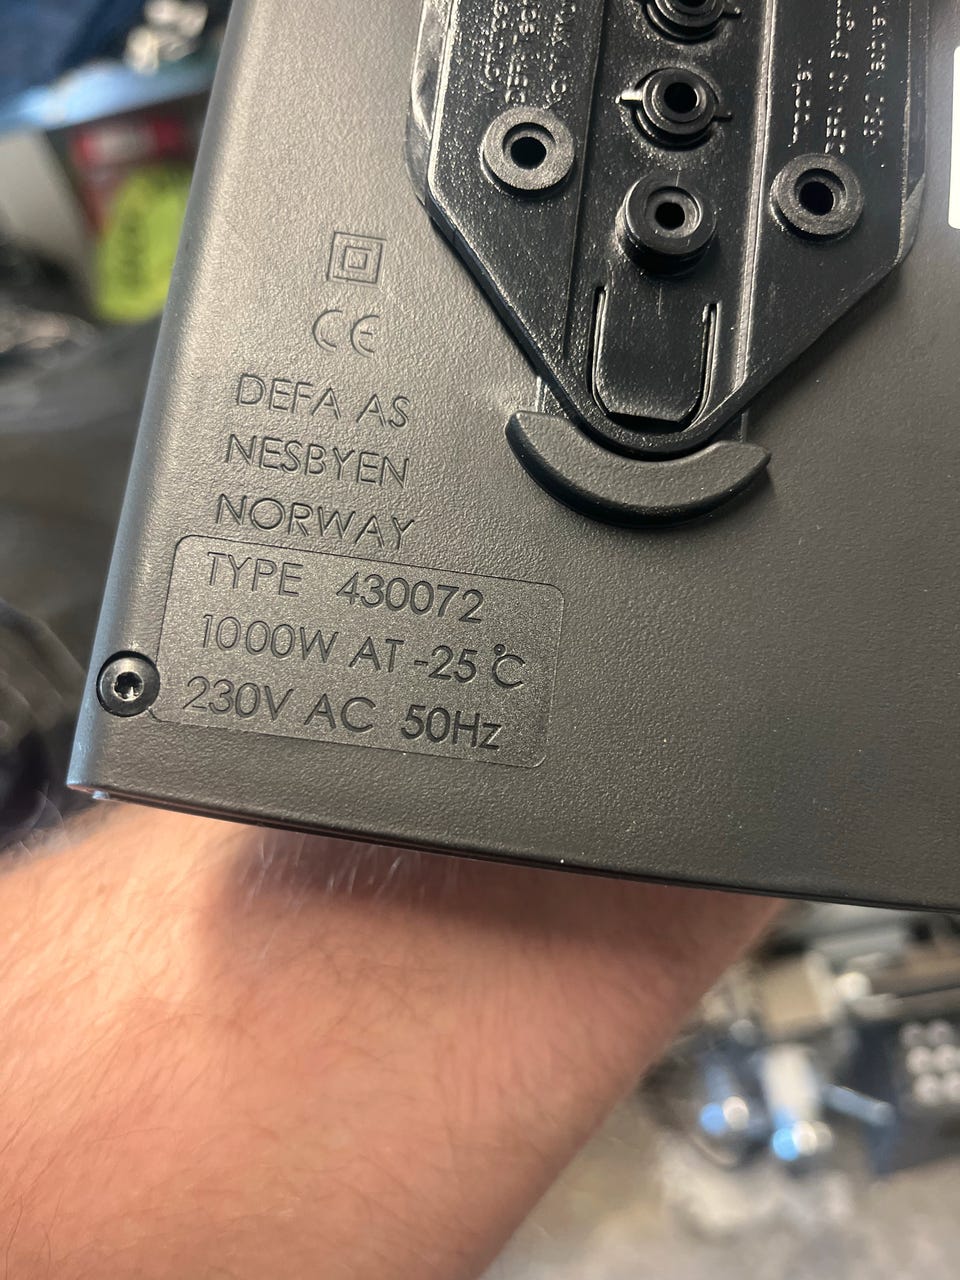 CE
DEFA AS
NESBYEN
NORWAY
TYPE 430072
1000W AT -25°C
230V AC 50Hz